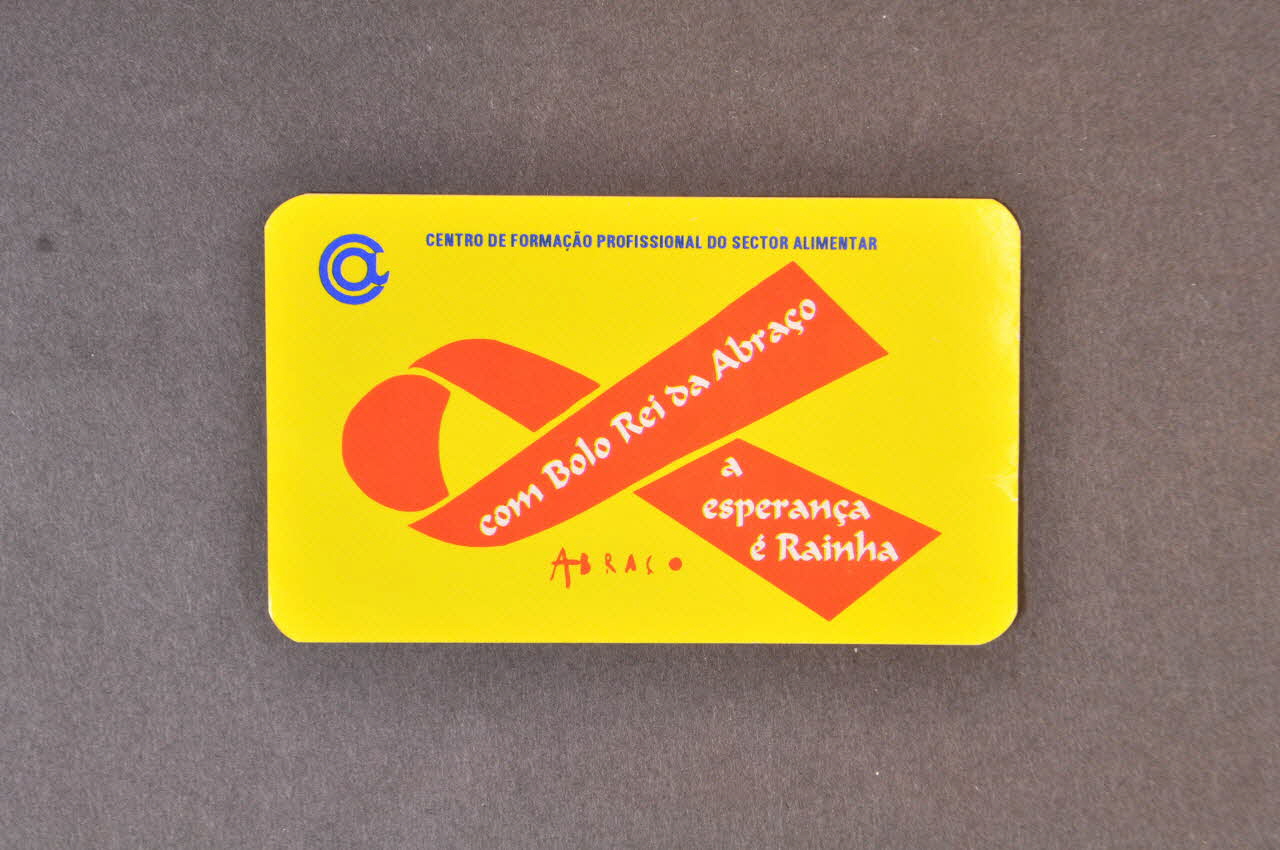 CENTRO DE FORMAÇÃO PROFISSIONAL DO SECTOR ALIMENTAR
com Bolo Rei da Abraço
a
esperança
é Rainha
ABRAÇO